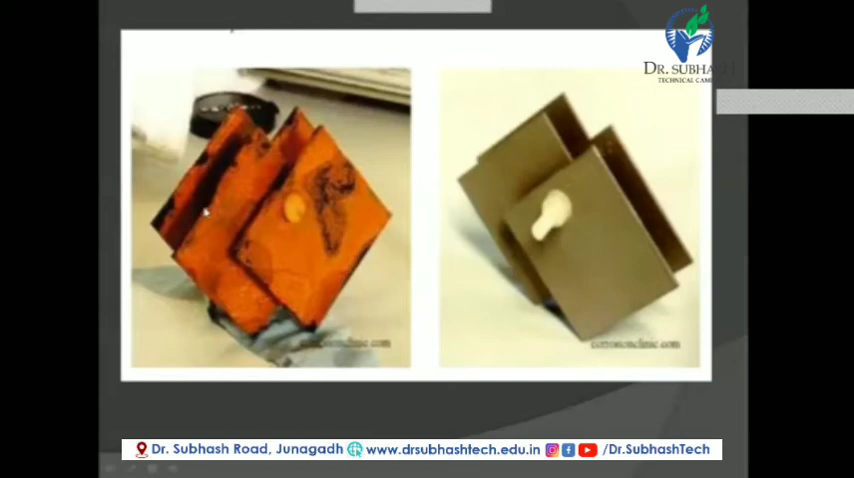 DR. SUBHASH
TECHNICAL CAMPUS
corrosionclinic.com
corrosionclinic.com
Dr. Subhash Road, Junagadh www.drsubhashtech.edu.in /Dr.SubhashTech